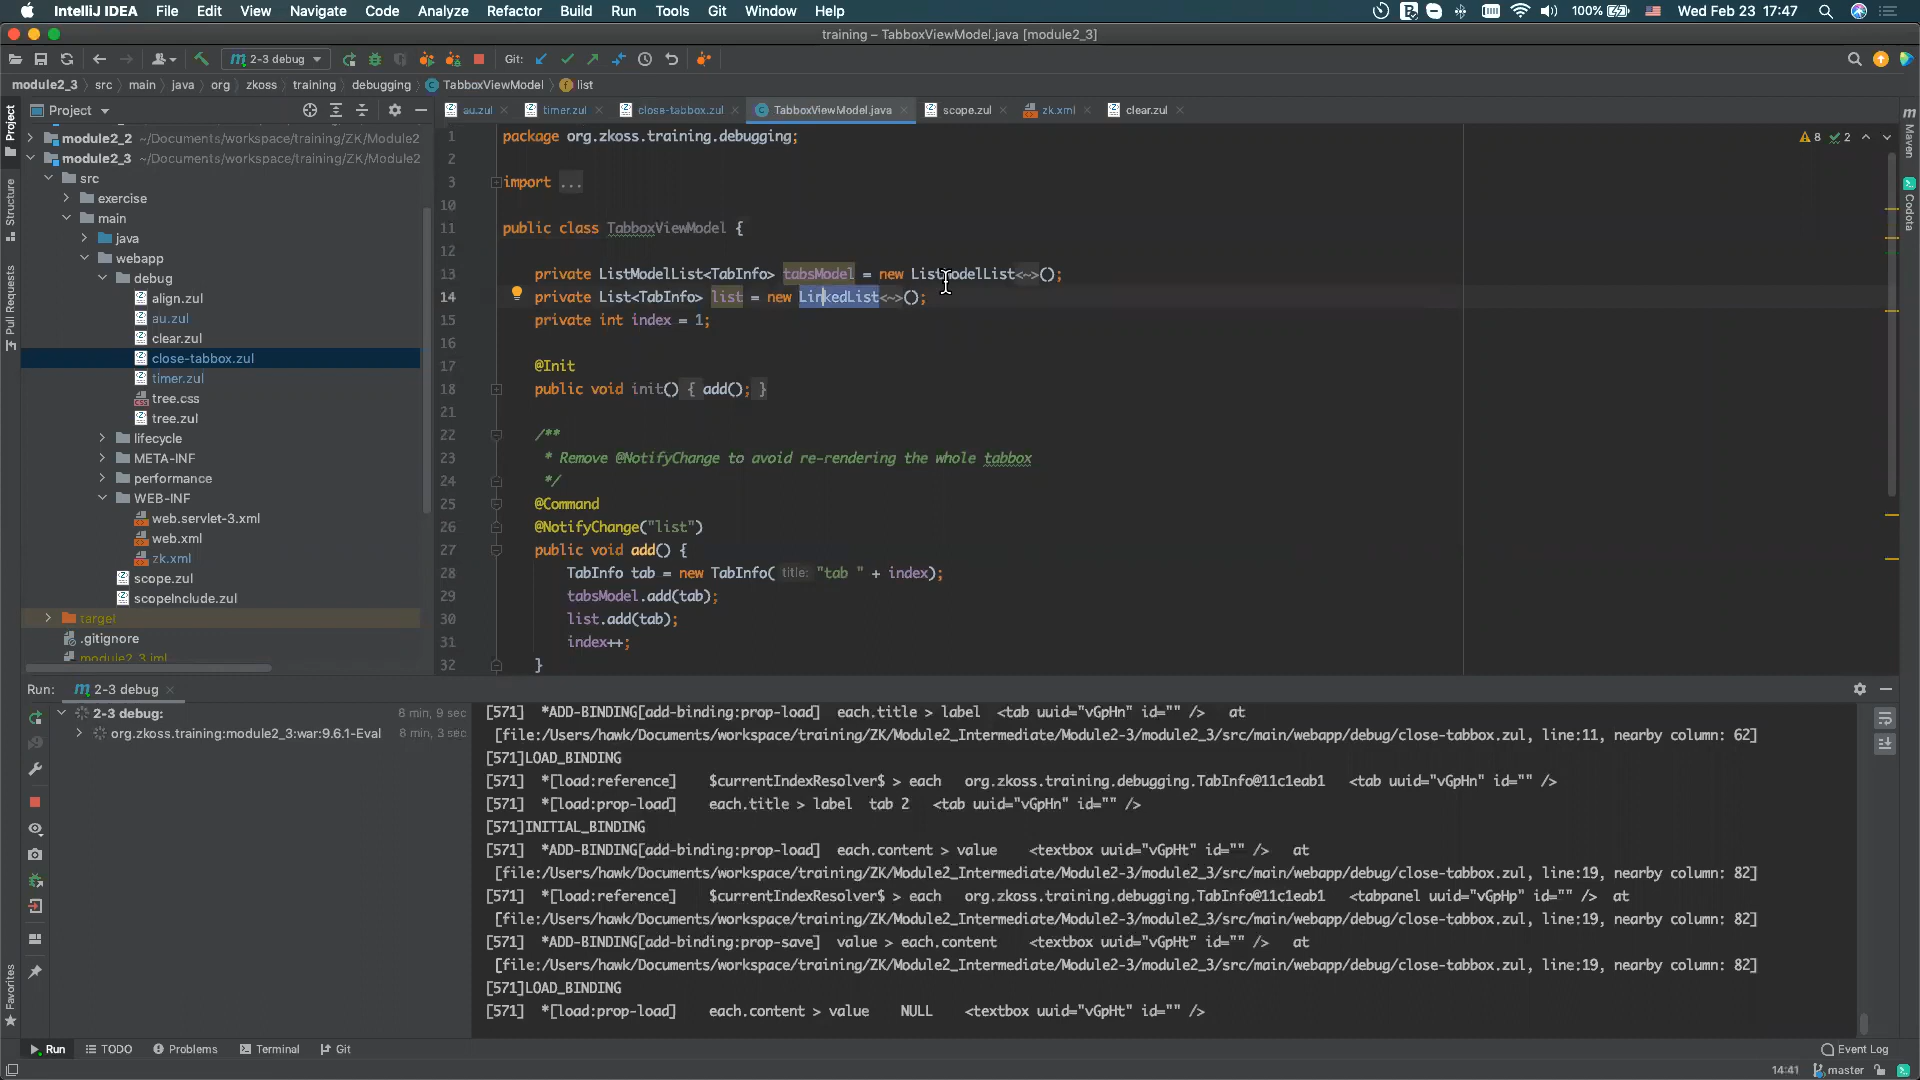 IntelliJ IDEA File Edit View Navigate Code Analyze Refactor Build Run Tools Git Window Help 100% Wed Feb 23 17:47
training – TabboxViewModel.java [module2_3]
2-3 debug Git:
module2_3 src main java org zkoss training debugging TabboxViewModel list
Project au.zul timer.zul close-tabbox.zul TabboxViewModel.java scope.zul zk.xml clear.zul
Project
Structure
Pull Requests
Favorites
Maven
Codota
module2_2 ~/Documents/workspace/training/ZK/Module2
module2_3 ~/Documents/workspace/training/ZK/Module2
src
exercise
main
java
webapp
debug
align.zul
au.zul
clear.zul
close-tabbox.zul
timer.zul
tree.css
tree.zul
lifecycle
META-INF
performance
WEB-INF
web.servlet-3.xml
web.xml
zk.xml
scope.zul
scopeInclude.zul
target
.gitignore
module2_3.iml
8 2
1 package org.zkoss.training.debugging;
2
3 import ...
10
11 public class TabboxViewModel {
12
13 private ListModelList<TabInfo> tabsModel = new ListModelList<~>();
14 private List<TabInfo> list = new LinkedList<~>();
15 private int index = 1;
16
17 @Init
18 public void init() { add(); }
21
22 /**
23 * Remove @NotifyChange to avoid re-rendering the whole tabbox
24 */
25 @Command
26 @NotifyChange("list")
27 public void add() {
28 TabInfo tab = new TabInfo( title: "tab " + index);
29 tabsModel.add(tab);
30 list.add(tab);
31 index++;
32 }
Run: 2-3 debug
2-3 debug: 8 min, 9 sec
org.zkoss.training:module2_3:war:9.6.1-Eval 8 min, 3 sec
[571] *ADD-BINDING[add-binding:prop-load] each.title > label <tab uuid="vGpHn" id="" /> at
[file:/Users/hawk/Documents/workspace/training/ZK/Module2_Intermediate/Module2-3/module2_3/src/main/webapp/debug/close-tabbox.zul, line:11, nearby column: 62]
[571]LOAD_BINDING
[571] *[load:reference] $currentIndexResolver$ > each org.zkoss.training.debugging.TabInfo@11c1eab1 <tab uuid="vGpHn" id="" />
[571] *[load:prop-load] each.title > label tab 2 <tab uuid="vGpHn" id="" />
[571]INITIAL_BINDING
[571] *ADD-BINDING[add-binding:prop-load] each.content > value <textbox uuid="vGpHt" id="" /> at
[file:/Users/hawk/Documents/workspace/training/ZK/Module2_Intermediate/Module2-3/module2_3/src/main/webapp/debug/close-tabbox.zul, line:19, nearby column: 82]
[571] *[load:reference] $currentIndexResolver$ > each org.zkoss.training.debugging.TabInfo@11c1eab1 <tabpanel uuid="vGpHp" id="" /> at
[file:/Users/hawk/Documents/workspace/training/ZK/Module2_Intermediate/Module2-3/module2_3/src/main/webapp/debug/close-tabbox.zul, line:19, nearby column: 82]
[571] *ADD-BINDING[add-binding:prop-save] value > each.content <textbox uuid="vGpHt" id="" /> at
[file:/Users/hawk/Documents/workspace/training/ZK/Module2_Intermediate/Module2-3/module2_3/src/main/webapp/debug/close-tabbox.zul, line:19, nearby column: 82]
[571]LOAD_BINDING
[571] *[load:prop-load] each.content > value NULL <textbox uuid="vGpHt" id="" />
Run TODO Problems Terminal Git Event Log
14:41 master